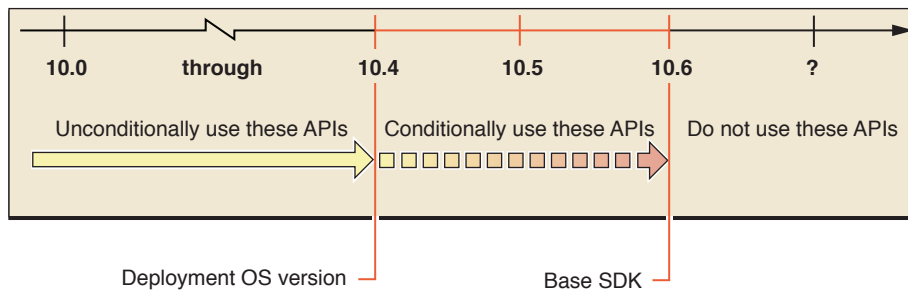 10.0 through 10.4 10.5 10.6 ?
Unconditionally use these APIs Conditionally use these APIs Do not use these APIs
Deployment OS version Base SDK